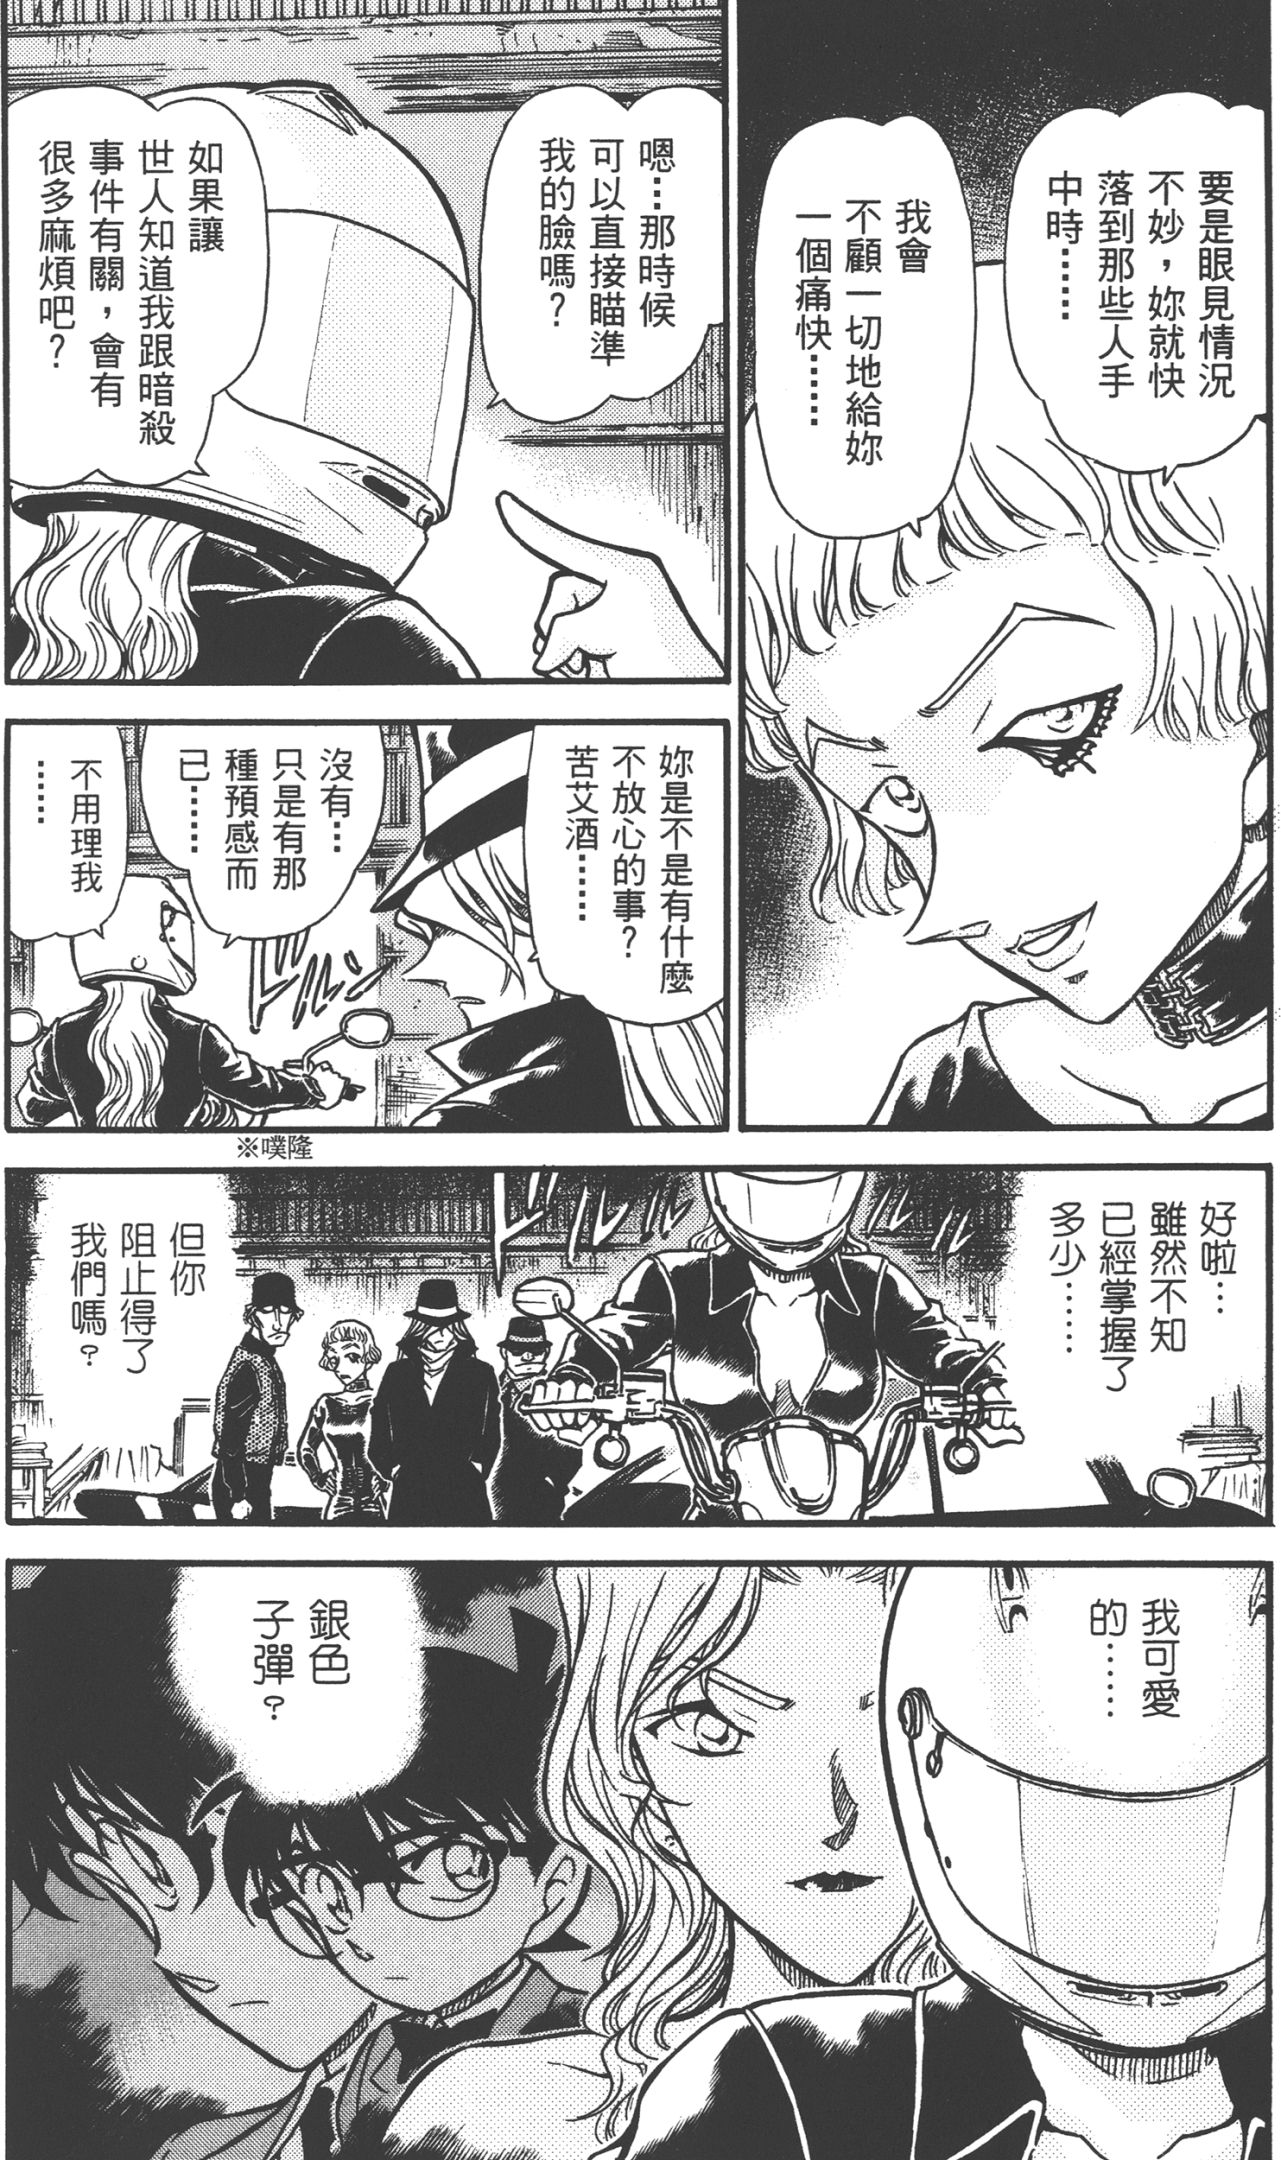 要是眼見情況
不妙，妳就快
落到那些人手
中時……
我會
不顧一切地給妳
一個痛快……
嗯…那時候
可以直接瞄準
我的臉嗎？
如果讓
世人知道我跟暗殺
事件有關，會有
很多麻煩吧？
妳是不是有什麼
不放心的事？
苦艾酒……
沒有…
只是有那
種預感而
已……
不用理我
……
ドドルルン
※噗隆
好啦…
雖然不知
已經掌握了
多少……
但你
阻止得了
我們嗎？
我可愛
的……
銀色
子彈？